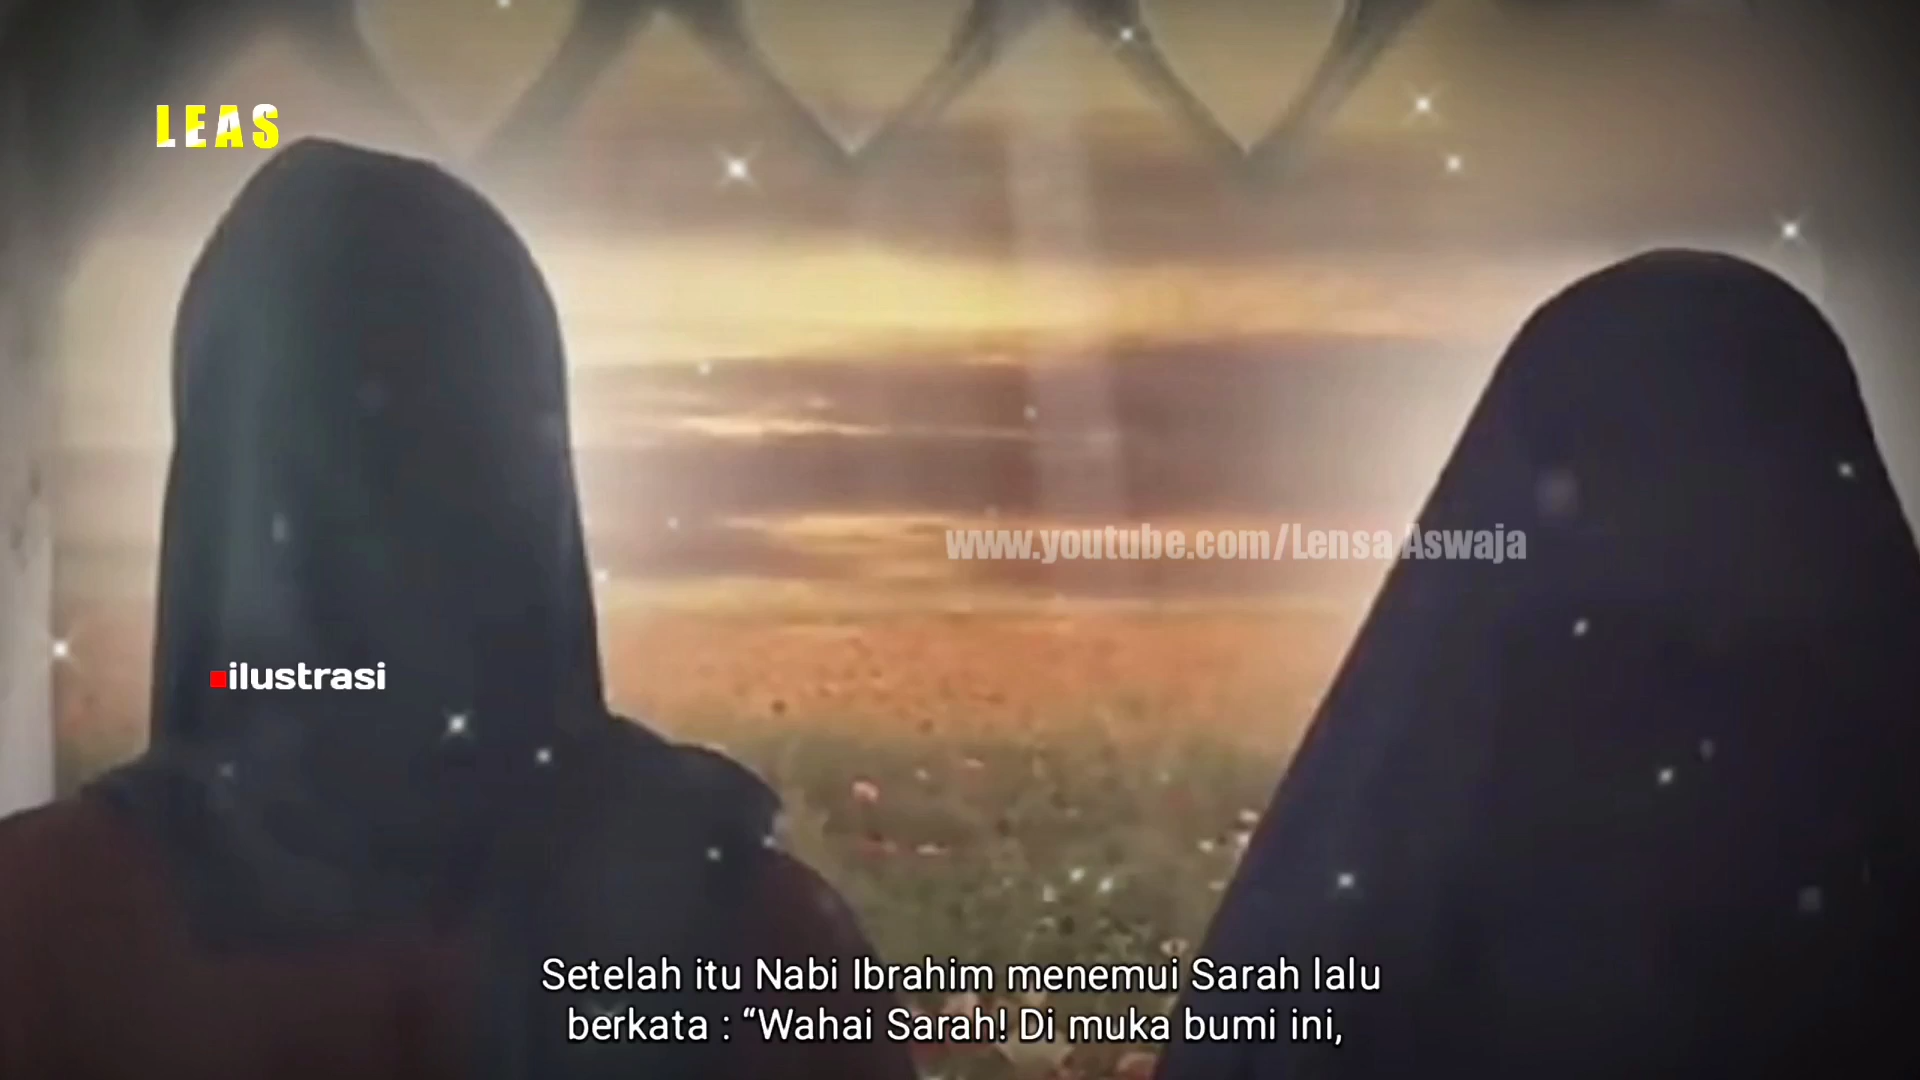 LEAS
www.youtube.com/Lensa Aswaja
ilustrasi
Setelah itu Nabi Ibrahim menemui Sarah lalu
berkata : “Wahai Sarah! Di muka bumi ini,